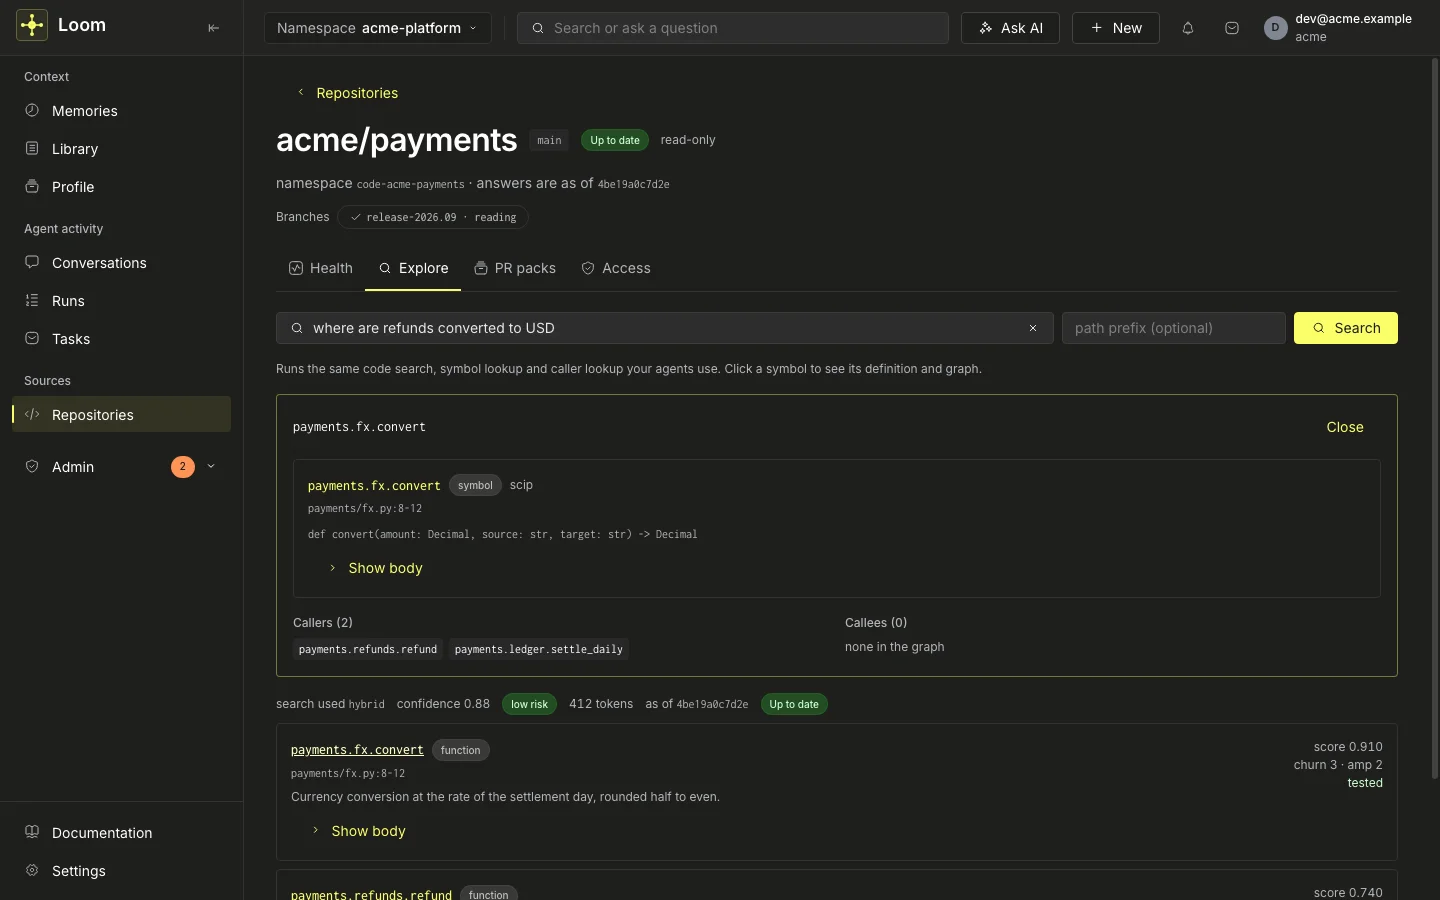 Loom
Namespace acme-platform
Search or ask a question
Ask AI
New
D
dev@acme.example
acme
Context
Memories
Library
Profile
Agent activity
Conversations
Runs
Tasks
Sources
Repositories
Admin
2
Documentation
Settings
Repositories
acme/payments main Up to date read-only
namespace code-acme-payments · answers are as of 4be19a0c7d2e
Branches release-2026.09 · reading
Health Explore PR packs Access
where are refunds converted to USD
path prefix (optional)
Search
Runs the same code search, symbol lookup and caller lookup your agents use. Click a symbol to see its definition and graph.
payments.fx.convert
Close
payments.fx.convert symbol scip
payments/fx.py:8-12
def convert(amount: Decimal, source: str, target: str) -> Decimal
Show body
Callers (2)
payments.refunds.refund payments.ledger.settle_daily
Callees (0)
none in the graph
search used hybrid confidence 0.88 low risk 412 tokens as of 4be19a0c7d2e Up to date
payments.fx.convert function
payments/fx.py:8-12
Currency conversion at the rate of the settlement day, rounded half to even.
Show body
score 0.910
churn 3 · amp 2
tested
payments.refunds.refund function
score 0.740